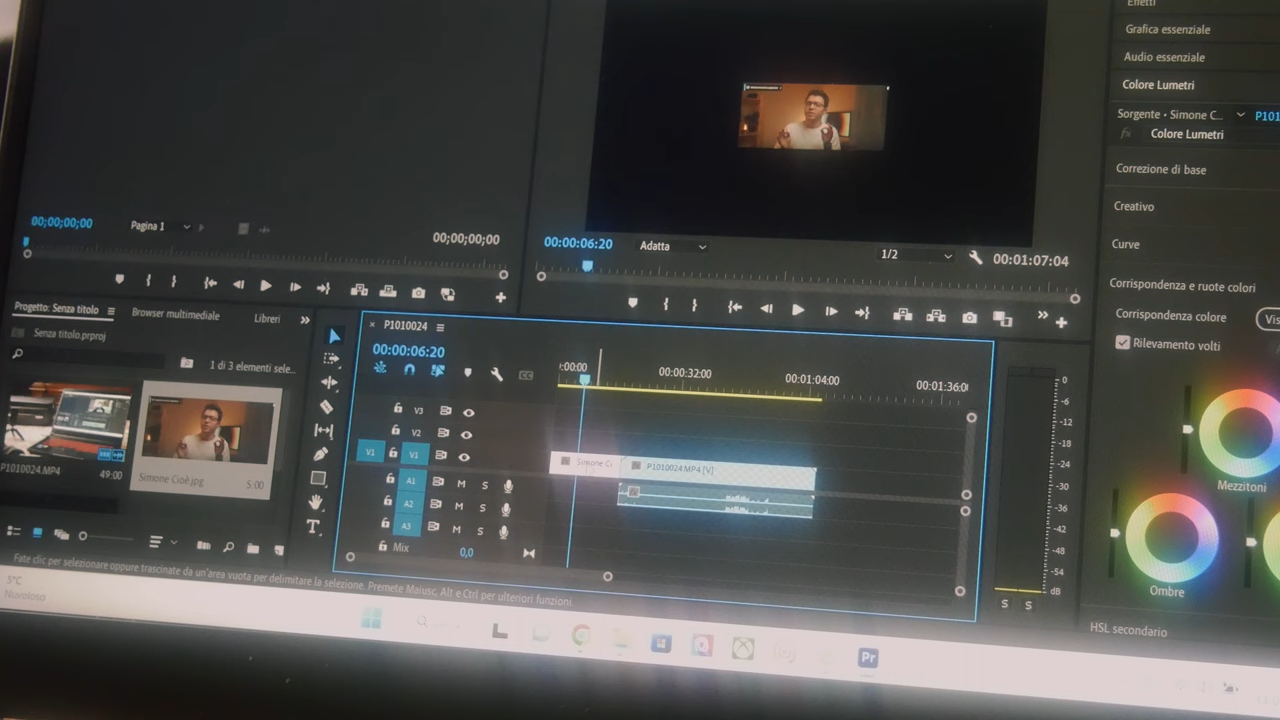 Effetti
Grafica essenziale
Audio essenziale
Colore Lumetri
Sorgente • Simone C... P101
fx Colore Lumetri
Correzione di base
Creativo
Curve
Corrispondenza e ruote colori
Corrispondenza colore Vis
Rilevamento volti
Mezzitoni
Ombre
HSL secondario
00;00;00;00 Pagina 1 00;00;00;00
00:00:06:20 Adatta 1/2 00:01:07:04
Progetto: Senza titolo Browser multimediale Librei
Senza titolo.prproj
1 di 3 elementi sele...
P1010024.MP4 49:00
Simone Cioè.jpg 5:00
× P1010024
00:00:06:20
:00:00 00:00:32:00 00:01:04:00 00:01:36:0
V3
V2
V1 V1
A1 M S
A2 M S
A3 M S
Mix 0,0
Simone Ci P1010024.MP4 [V]
0
-6
-12
-18
-24
-30
-36
-42
-48
-54
dB
S S
Fate clic per selezionare oppure trascinate da un'area vuota per delimitare la selezione. Premete Maiusc, Alt e Ctrl per ulteriori funzioni.
5°C
Nuvoloso
Pr